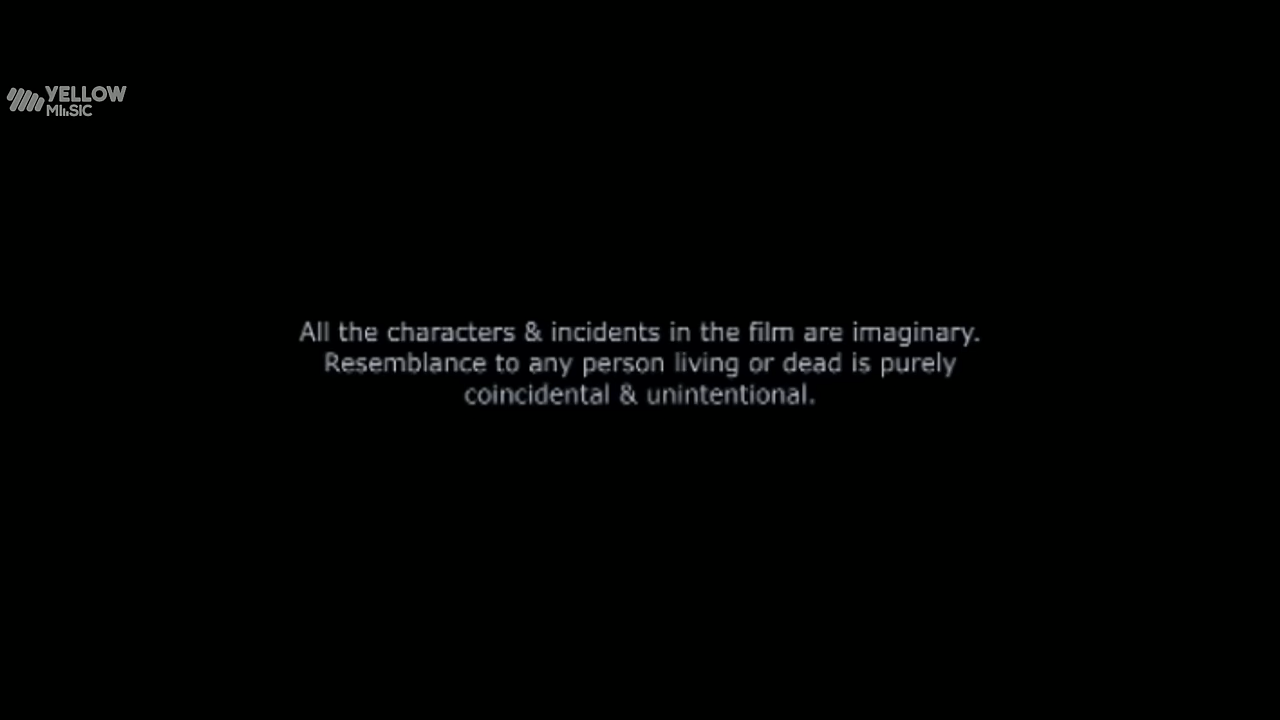 YELLOW
MUSIC
All the characters & incidents in the film are imaginary.
Resemblance to any person living or dead is purely
coincidental & unintentional.